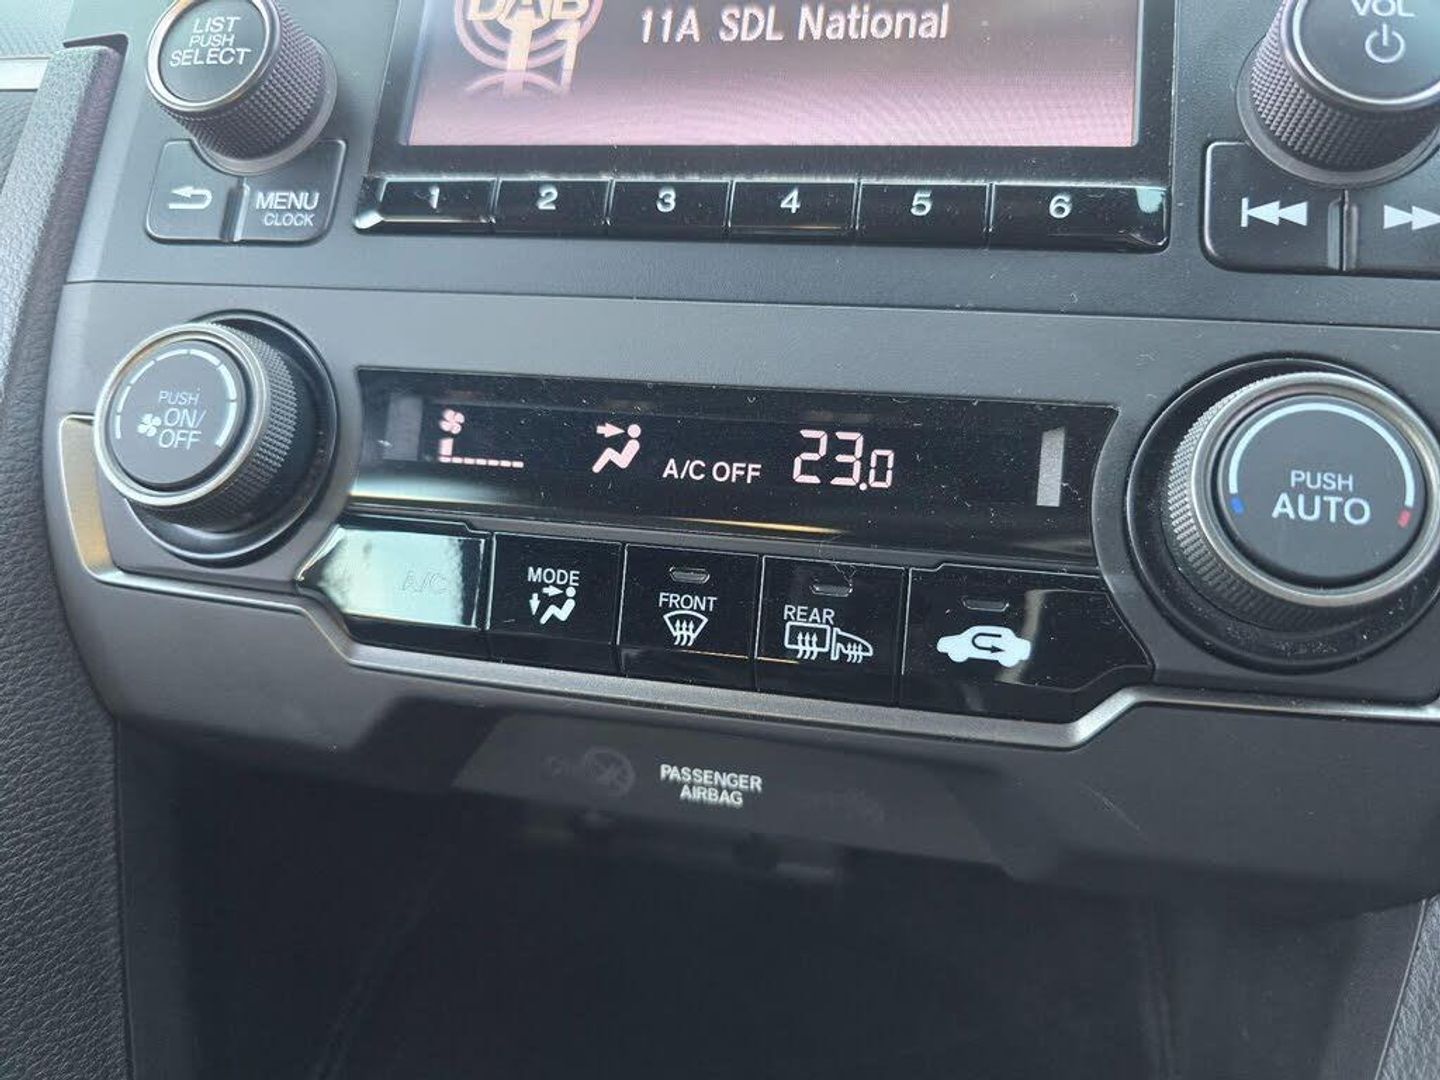 LIST
PUSH
SELECT
DAB
11A SDL National
VOL
MENU
CLOCK
1 2 3 4 5 6
PUSH
ON/
OFF
A/C OFF
23.0
PUSH
AUTO
A/C
MODE
FRONT
REAR
PASSENGER
AIRBAG